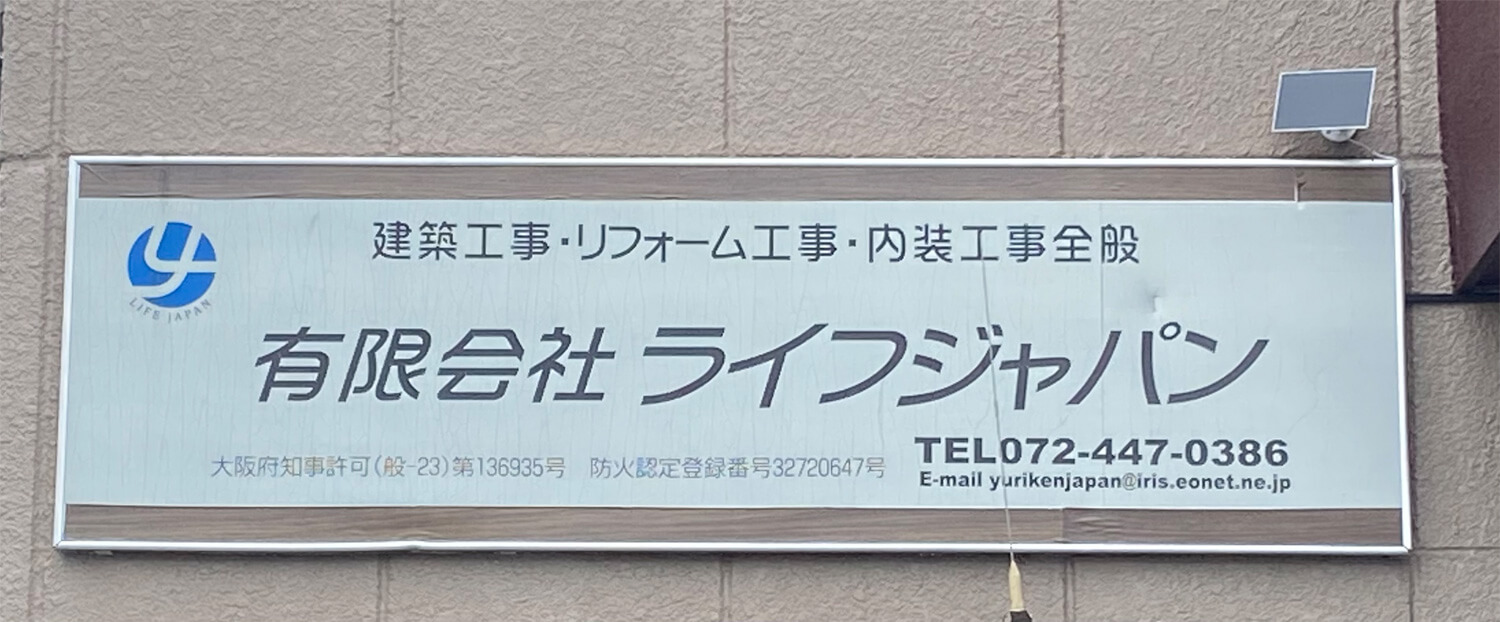 建築工事・リフォーム工事・内装工事全般
LIFE JAPAN
有限会社 ライフジャパン
大阪府知事許可(般-23)第136935号 防火認定登録番号32720647号
TEL072-447-0386
E-mail yurikenjapan@iris.eonet.ne.jp